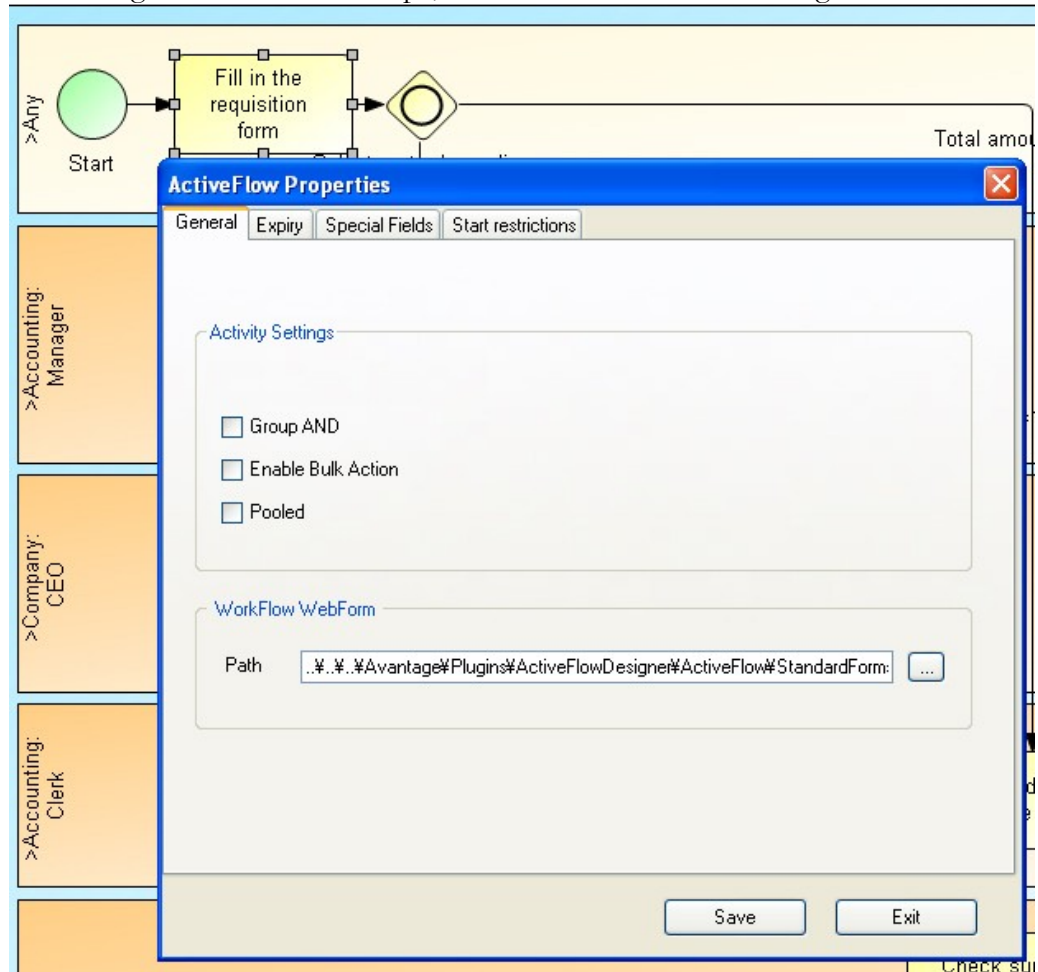 Fill in the
requisition
form
>Any
Start
Total amou
ActiveFlow Properties
General Expiry Special Fields Start restrictions
>Accounting:
Manager
Activity Settings
Group AND
Enable Bulk Action
Pooled
>Company:
CEO
WorkFlow WebForm
Path ..¥..¥..¥Avantage¥Plugins¥ActiveFlowDesigner¥ActiveFlow¥StandardForm: ...
>Accounting:
Clerk
Save Exit
Check su